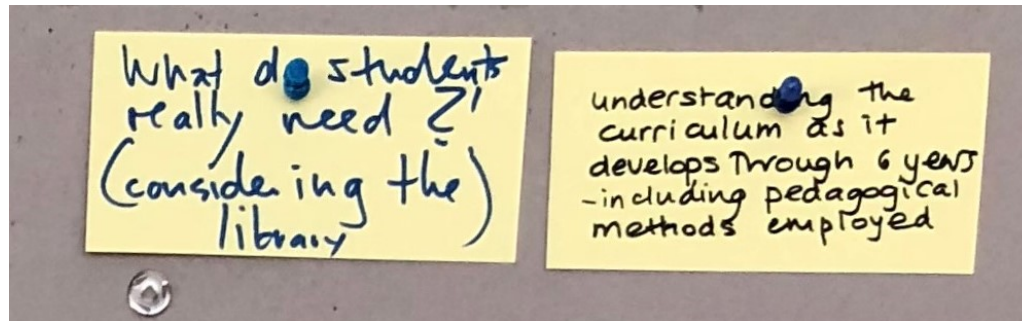 What do students
really need ?!
(considering the)
library
understanding the
curriculum as it
develops Through 6 years
-including pedagogical
methods employed